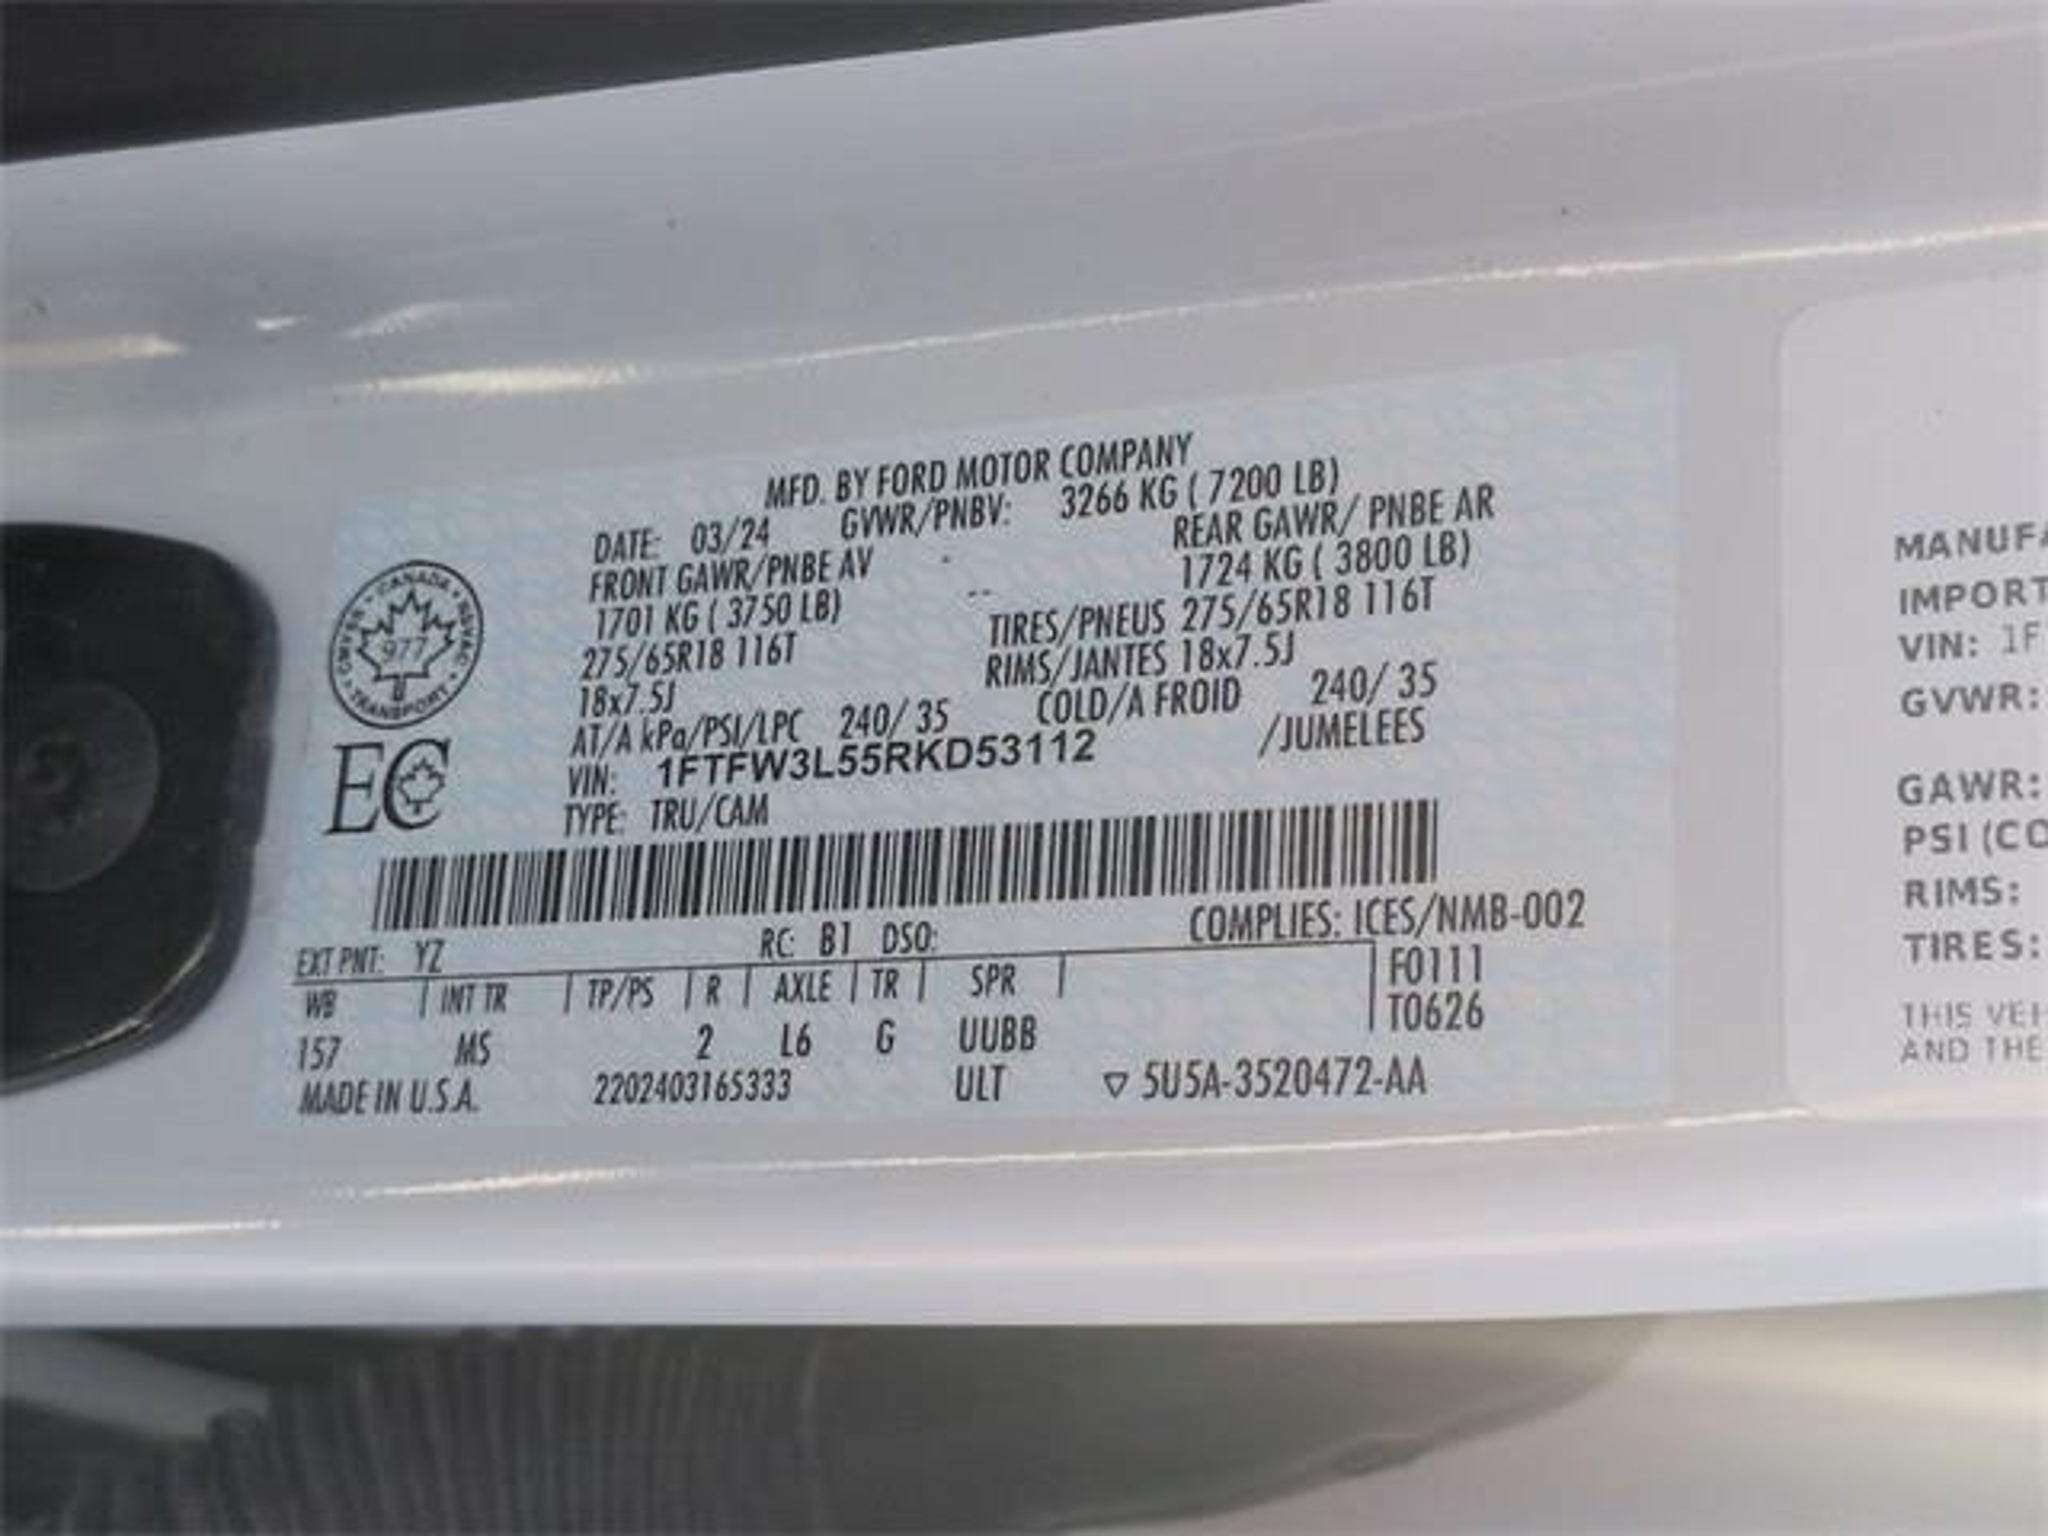 MFD. BY FORD MOTOR COMPANY
DATE: 03/24 GVWR/PNBV: 3266 KG ( 7200 LB)
FRONT GAWR/PNBE AV REAR GAWR/ PNBE AR
1701 KG ( 3750 LB) 1724 KG ( 3800 LB)
275/65R18 116T TIRES/PNEUS 275/65R18 116T
18x7.5J RIMS/JANTES 18x7.5J
AT/A kPa/PSI/LPC 240/ 35 COLD/A FROID 240/ 35
VIN: 1FTFW3L55RKD53112 /JUMELEES
TYPE: TRU/CAM
CANADA
CMVSS NSVAC
977
TRANSPORT
EC
COMPLIES: ICES/NMB-002
EXT PNT: YZ RC: B1 DSO:
WB INT TR TP/PS R AXLE TR SPR F0111
T0626
157 MS 2 L6 G UUBB
MADE IN U.S.A. 2202403165333 ULT ▽ 5U5A-3520472-AA
MANUFA
IMPORT
VIN: 1F
GVWR:
GAWR:
PSI (CO
RIMS:
TIRES:
THIS VEH
AND THE